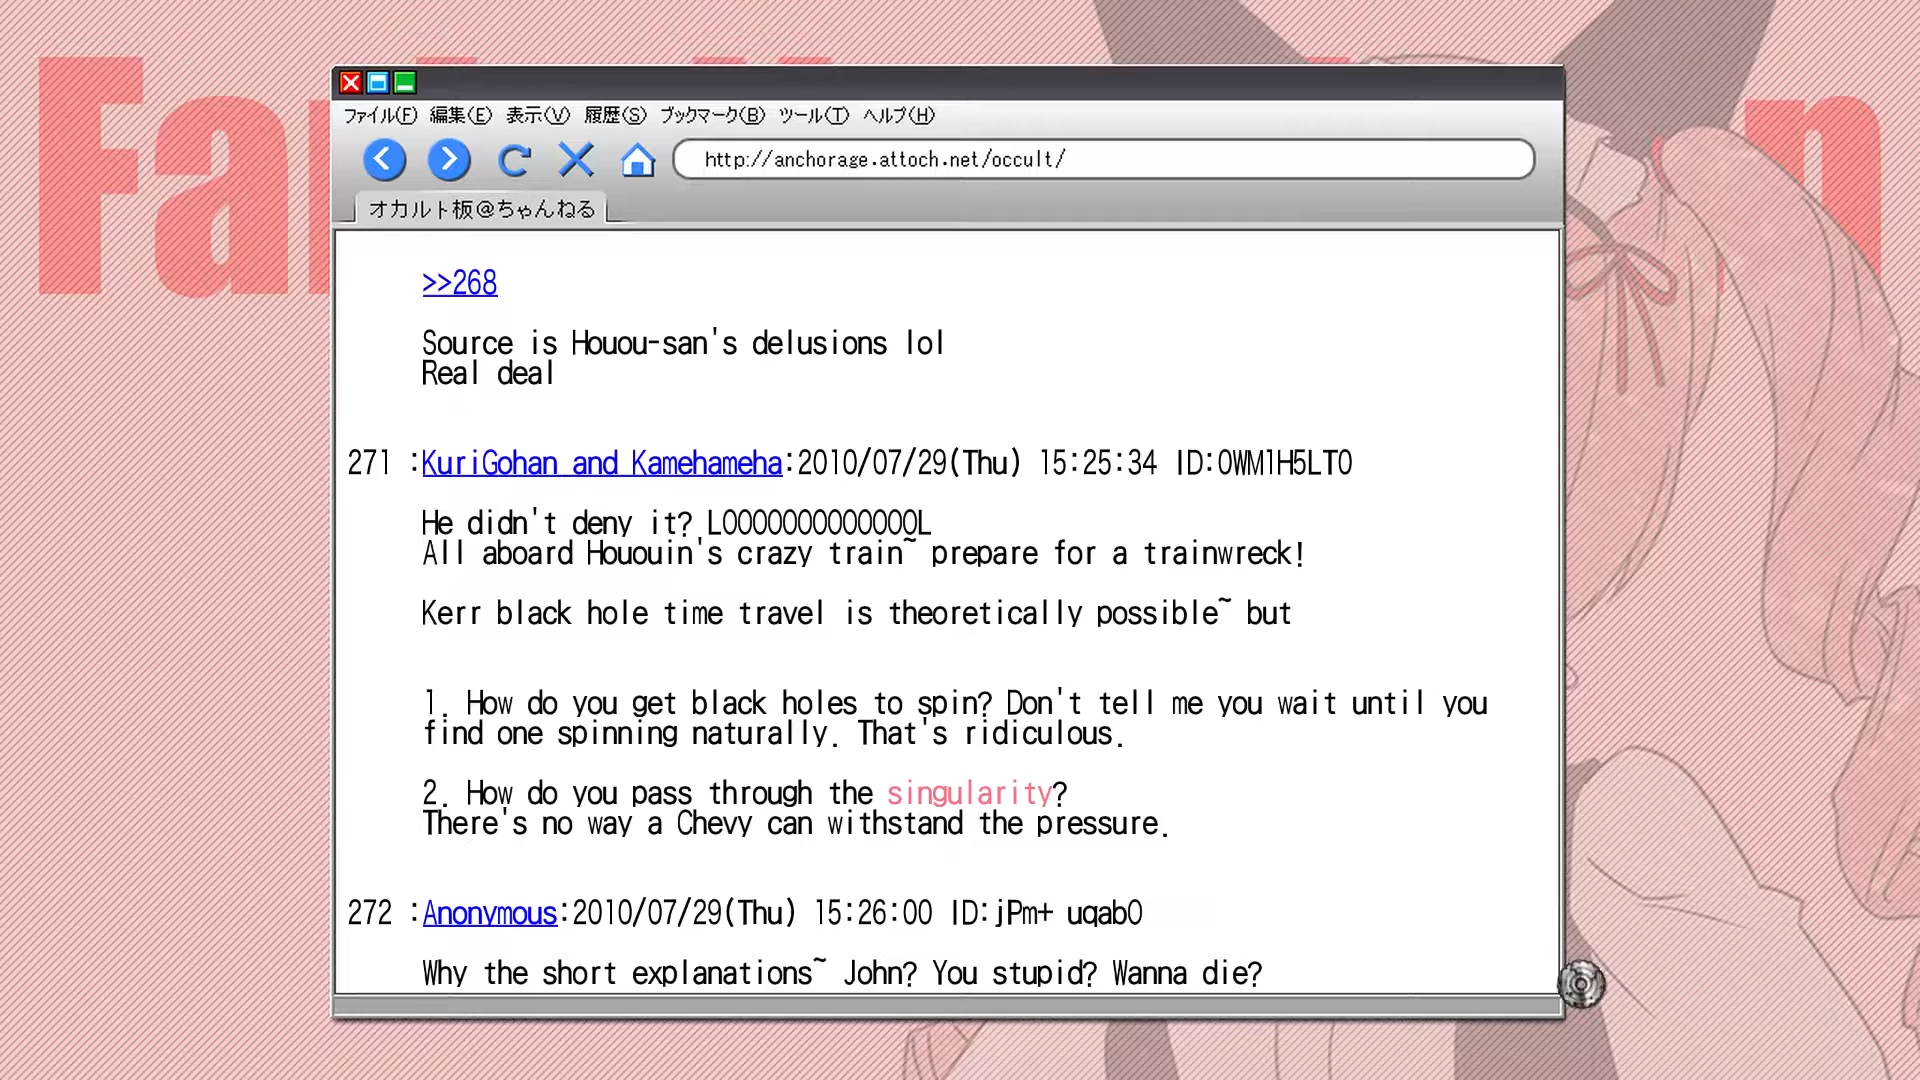 ファイル(F) 編集(E) 表示(V) 履歴(S) ブックマーク(B) ツール(T) ヘルプ(H)
http://anchorage.attoch.net/occult/
オカルト板@ちゃんねる
>>268
Source is Houou-san's delusions lol
Real deal
271 :KuriGohan and Kamehameha:2010/07/29(Thu) 15:25:34 ID:0WM1H5LT0
He didn't deny it? LOOOOOOOOOOOOOL
All aboard Hououin's crazy train~ prepare for a trainwreck!
Kerr black hole time travel is theoretically possible~ but
1. How do you get black holes to spin? Don't tell me you wait until you
find one spinning naturally. That's ridiculous.
2. How do you pass through the singularity?
There's no way a Chevy can withstand the pressure.
272 :Anonymous:2010/07/29(Thu) 15:26:00 ID:jPm+ uqab0
Why the short explanations~ John? You stupid? Wanna die?